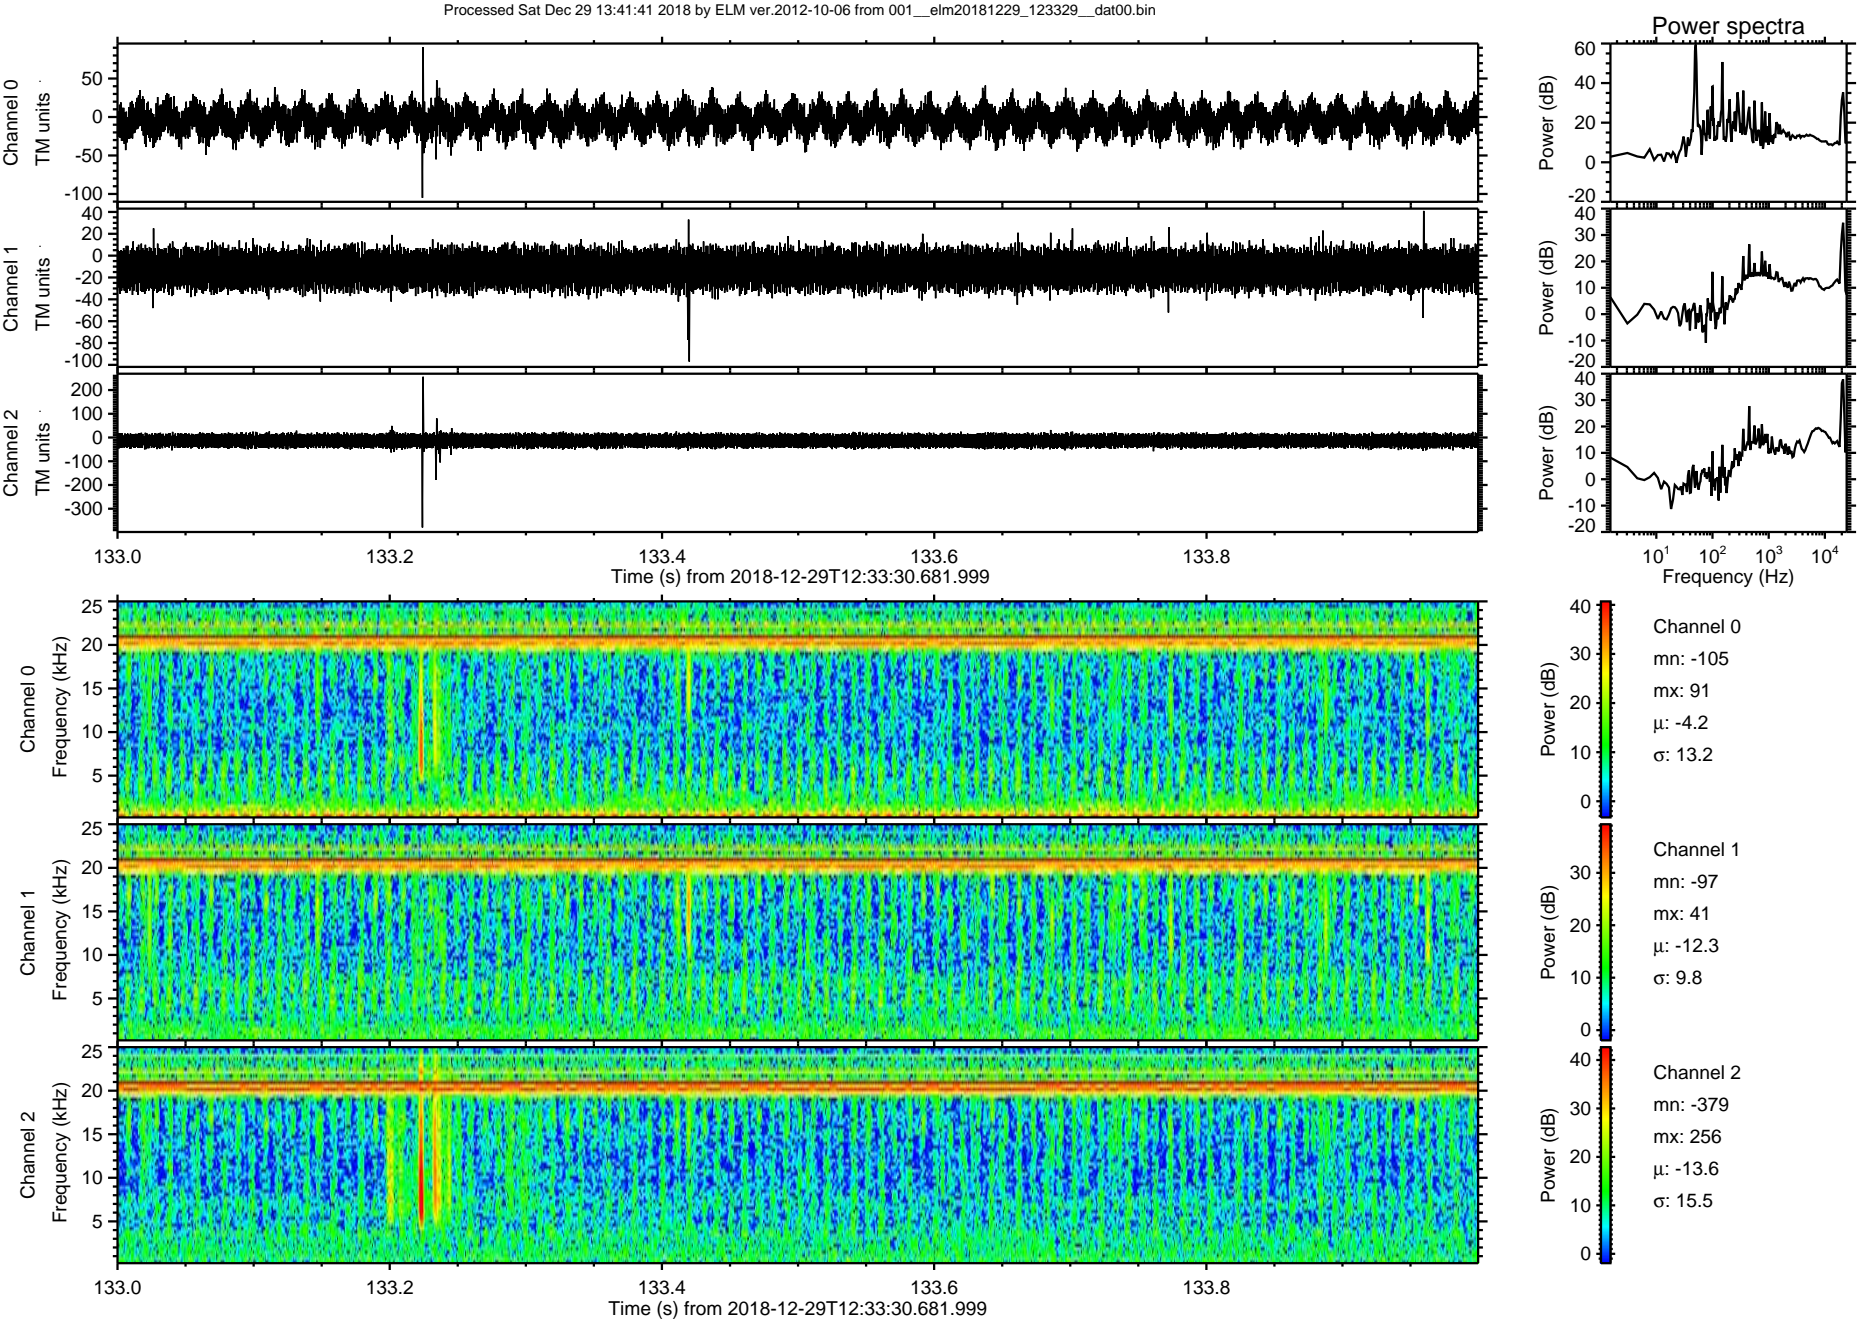 Processed Sat Dec 29 13:41:41 2018 by ELM ver.2012-10-06 from 001__elm20181229_123329__dat00.bin
Power spectra
Channel 0
TM units
50
0
-50
-100
Power (dB)
60
40
20
0
-20
Channel 1
TM units
40
20
0
-20
-40
-60
-80
-100
Power (dB)
40
30
20
10
0
-10
-20
Channel 2
TM units
200
100
0
-100
-200
-300
Power (dB)
40
30
20
10
0
-10
-20
133.0 133.2 133.4 133.6 133.8
Time (s) from 2018-12-29T12:33:30.681.999
10¹ 10² 10³ 10⁴
Frequency (Hz)
Channel 0
Frequency (kHz)
25
20
15
10
5
Power (dB)
40
30
20
10
0
Channel 0
mn: -105
mx: 91
μ: -4.2
σ: 13.2
Channel 1
Frequency (kHz)
25
20
15
10
5
Power (dB)
30
20
10
0
Channel 1
mn: -97
mx: 41
μ: -12.3
σ: 9.8
Channel 2
Frequency (kHz)
25
20
15
10
5
Power (dB)
40
30
20
10
0
Channel 2
mn: -379
mx: 256
μ: -13.6
σ: 15.5
133.0 133.2 133.4 133.6 133.8
Time (s) from 2018-12-29T12:33:30.681.999